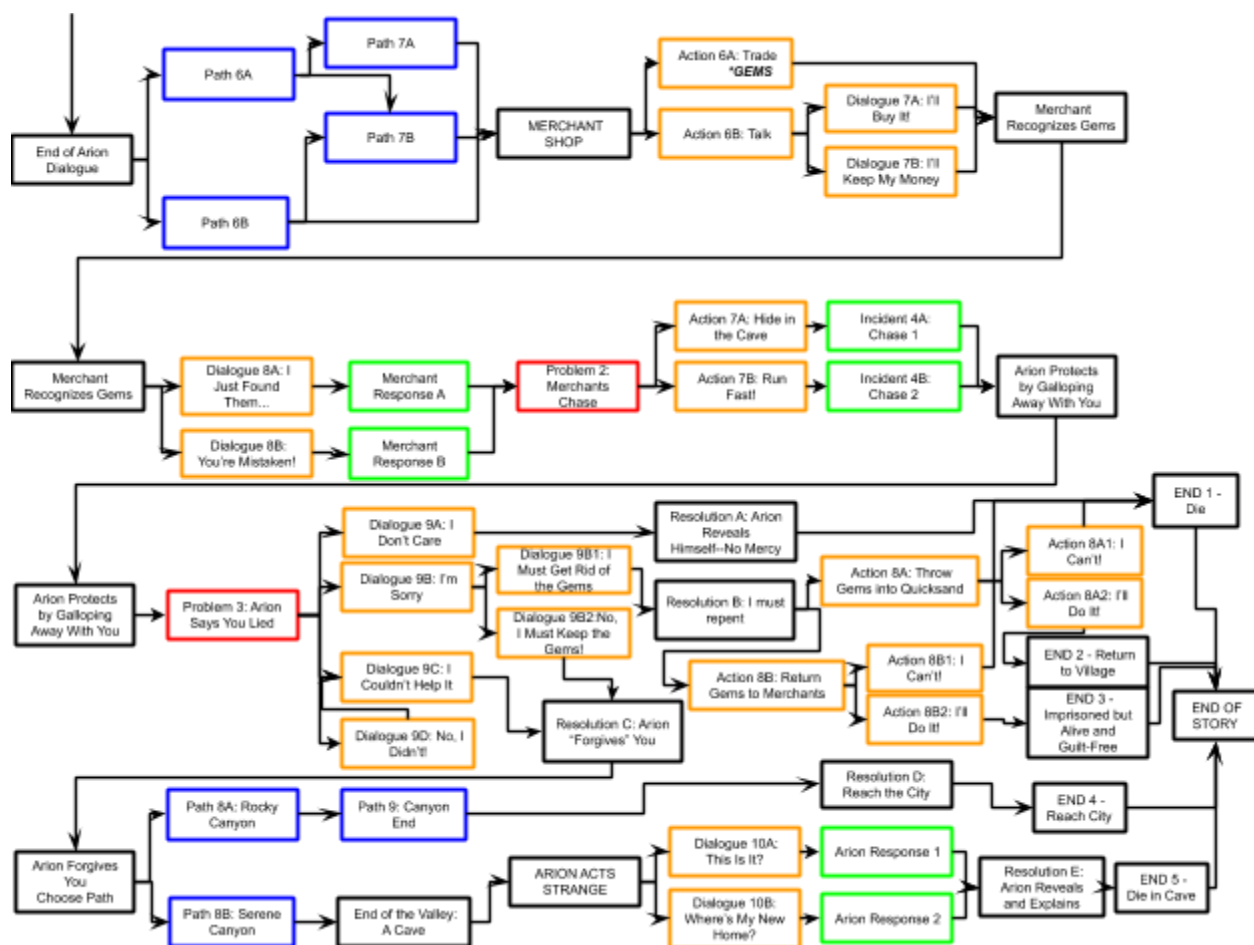 Path 7A
Path 6A
Path 7B
End of Arion
Dialogue
Path 6B
MERCHANT
SHOP
Action 6A: Trade
*GEMS
Action 6B: Talk
Dialogue 7A: I'll
Buy It!
Dialogue 7B: I'll
Keep My Money
Merchant
Recognizes Gems
Merchant
Recognizes Gems
Dialogue 8A: I
Just Found
Them...
Dialogue 8B:
You're Mistaken!
Merchant
Response A
Merchant
Response B
Problem 2:
Merchants
Chase
Action 7A: Hide in
the Cave
Action 7B: Run
Fast!
Incident 4A:
Chase 1
Incident 4B:
Chase 2
Arion Protects
by Galloping
Away With You
Arion Protects
by Galloping
Away With You
Problem 3: Arion
Says You Lied
Dialogue 9A: I
Don't Care
Dialogue 9B: I'm
Sorry
Dialogue 9C: I
Couldn't Help It
Dialogue 9D: No, I
Didn't!
Dialogue 9B1: I
Must Get Rid of
the Gems
Dialogue 9B2:No,
I Must Keep the
Gems!
Resolution A: Arion
Reveals
Himself--No Mercy
Resolution B: I must
repent
Resolution C: Arion
"Forgives" You
Action 8A: Throw
Gems into Quicksand
Action 8B: Return
Gems to Merchants
Action 8A1: I
Can't!
Action 8A2: I'll
Do It!
Action 8B1: I
Can't!
Action 8B2: I'll
Do It!
END 1 -
Die
END 2 - Return
to Village
END 3 -
Imprisoned but
Alive and
Guilt-Free
END OF
STORY
Arion Forgives
You
Choose Path
Path 8A: Rocky
Canyon
Path 9: Canyon
End
Resolution D:
Reach the City
END 4 -
Reach City
Path 8B: Serene
Canyon
End of the Valley:
A Cave
ARION ACTS
STRANGE
Dialogue 10A:
This Is It?
Dialogue 10B:
Where's My New
Home?
Arion Response 1
Arion Response 2
Resolution E:
Arion Reveals
and Explains
END 5 -
Die in Cave